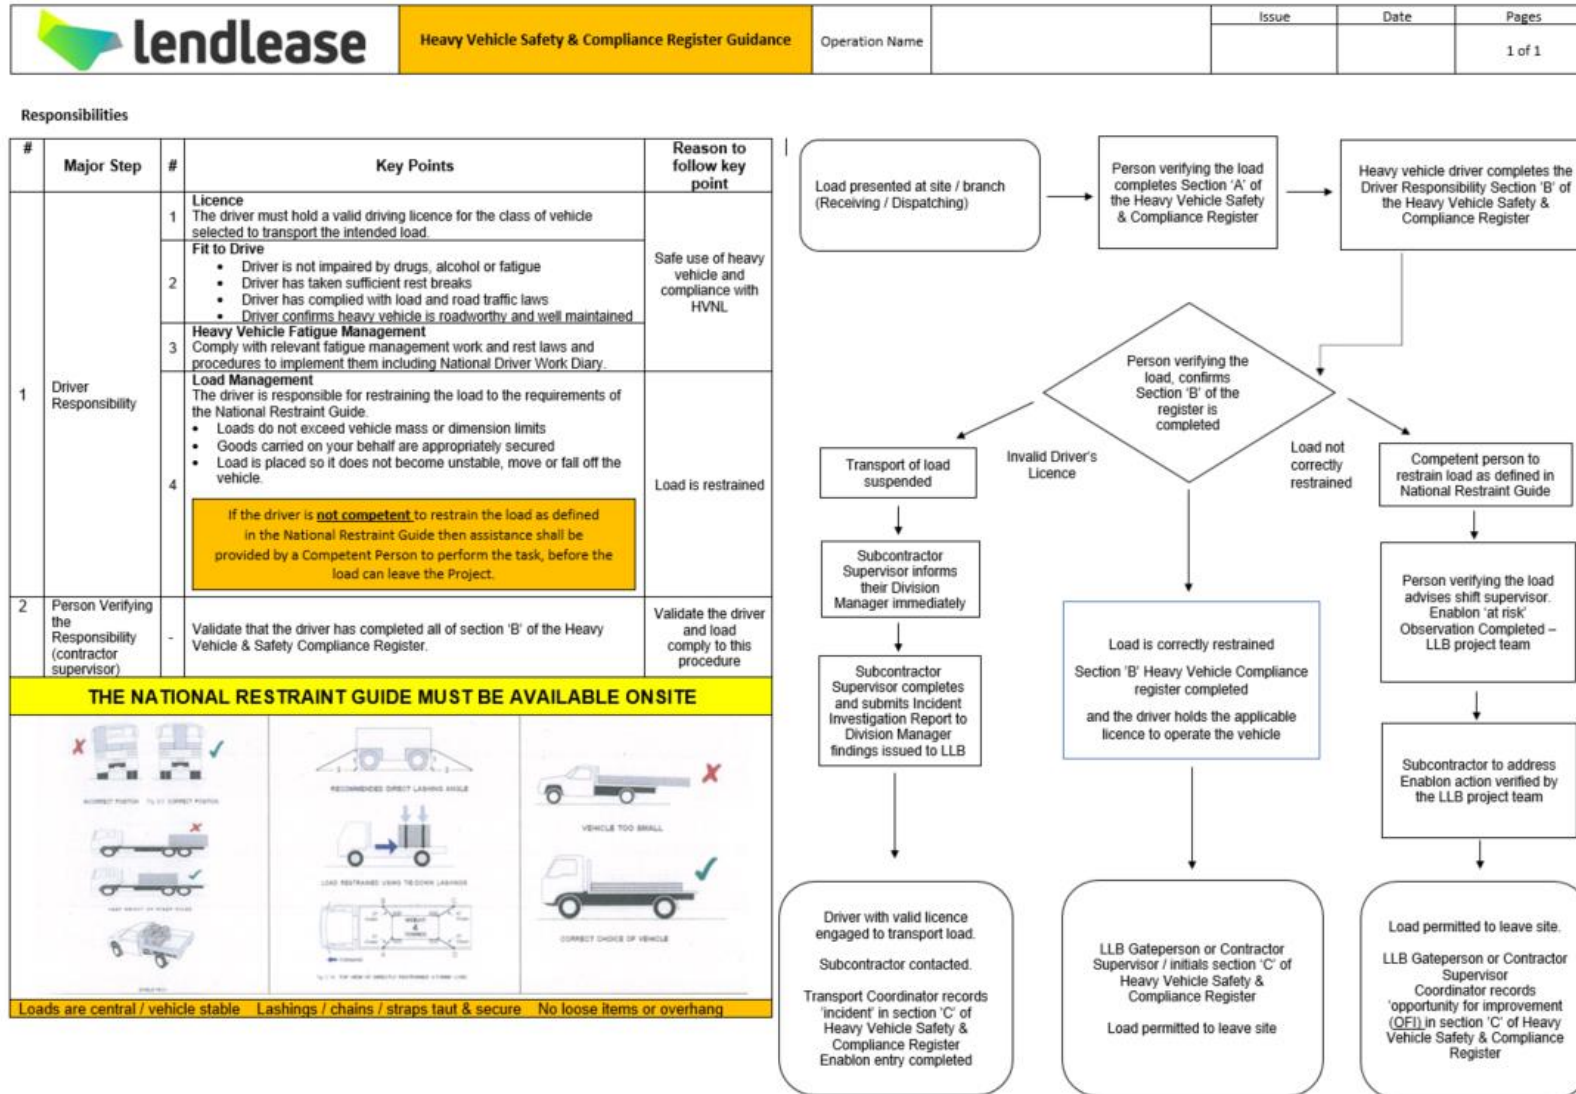 lendlease
Heavy Vehicle Safety & Compliance Register Guidance
Operation Name
Issue
Date
Pages
1 of 1
Responsibilities
#
Major Step
#
Key Points
Reason to
follow key
point
1
Driver
Responsibility
1
Licence
The driver must hold a valid driving licence for the class of vehicle
selected to transport the intended load.
2
Fit to Drive
• Driver is not impaired by drugs, alcohol or fatigue
• Driver has taken sufficient rest breaks
• Driver has complied with load and road traffic laws
• Driver confirms heavy vehicle is roadworthy and well maintained
3
Heavy Vehicle Fatigue Management
Comply with relevant fatigue management work and rest laws and
procedures to implement them including National Driver Work Diary.
Safe use of heavy
vehicle and
compliance with
HVNL
4
Load Management
The driver is responsible for restraining the load to the requirements of
the National Restraint Guide.
• Loads do not exceed vehicle mass or dimension limits
• Goods carried on your behalf are appropriately secured
• Load is placed so it does not become unstable, move or fall off the
vehicle.
If the driver is not competent to restrain the load as defined
in the National Restraint Guide then assistance shall be
provided by a Competent Person to perform the task, before the
load can leave the Project.
Load is restrained
2
Person Verifying
the
Responsibility
(contractor
supervisor)
-
Validate that the driver has completed all of section 'B' of the Heavy
Vehicle & Safety Compliance Register.
Validate the driver
and load
comply to this
procedure
THE NATIONAL RESTRAINT GUIDE MUST BE AVAILABLE ONSITE
INCORRECT POSITION
CORRECT POSITION
RECOMMENDED DIRECT LASHING ANGLE
LOAD RESTRAINED USING TIE-DOWN LASHINGS
VEHICLE TOO SMALL
CORRECT CHOICE OF VEHICLE
Loads are central / vehicle stable Lashings / chains / straps taut & secure No loose items or overhang
Load presented at site / branch
(Receiving / Dispatching)
Person verifying the load
completes Section 'A' of
the Heavy Vehicle Safety
& Compliance Register
Heavy vehicle driver completes the
Driver Responsibility Section 'B' of
the Heavy Vehicle Safety &
Compliance Register
Person verifying the
load, confirms
Section 'B' of the
register is
completed
Invalid Driver's
Licence
Load not
correctly
restrained
Transport of load
suspended
Subcontractor
Supervisor informs
their Division
Manager immediately
Subcontractor
Supervisor completes
and submits Incident
Investigation Report to
Division Manager
findings issued to LLB
Driver with valid licence
engaged to transport load.
Subcontractor contacted.
Transport Coordinator records
'incident' in section 'C' of
Heavy Vehicle Safety &
Compliance Register
Enablon entry completed
Load is correctly restrained
Section 'B' Heavy Vehicle Compliance
register completed
and the driver holds the applicable
licence to operate the vehicle
LLB Gateperson or Contractor
Supervisor / initials section 'C' of
Heavy Vehicle Safety &
Compliance Register
Load permitted to leave site
Competent person to
restrain load as defined in
National Restraint Guide
Person verifying the load
advises shift supervisor.
Enablon 'at risk'
Observation Completed –
LLB project team
Subcontractor to address
Enablon action verified by
the LLB project team
Load permitted to leave site.
LLB Gateperson or Contractor
Supervisor
Coordinator records
'opportunity for improvement
(OFI) in section 'C' of Heavy
Vehicle Safety & Compliance
Register